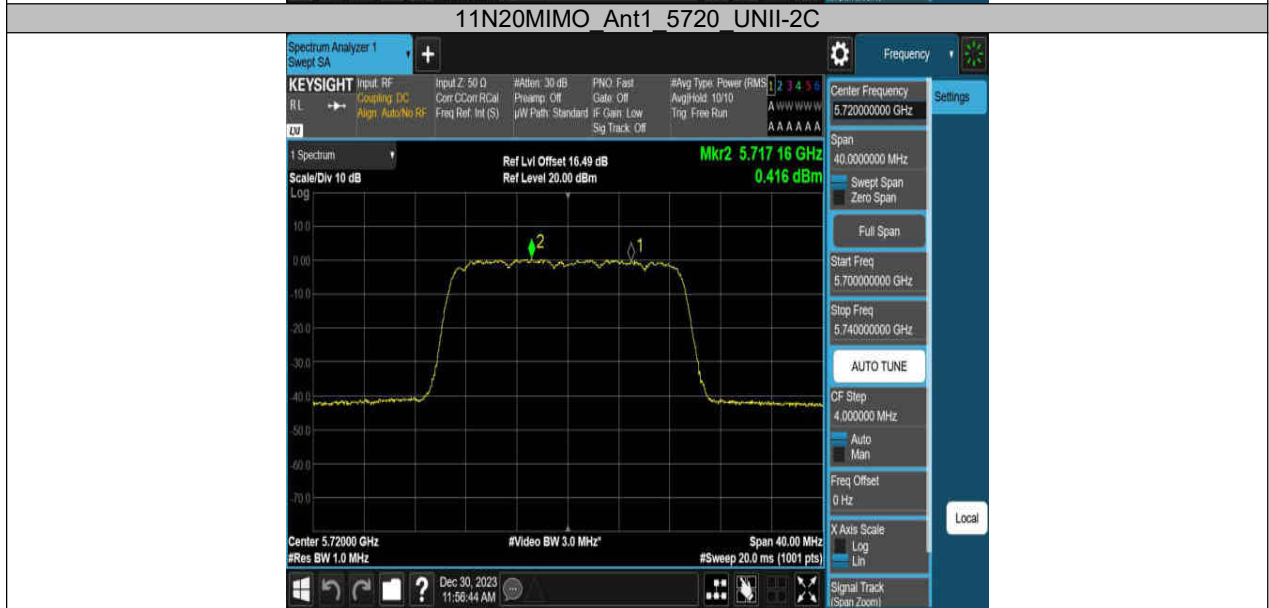 11N20MIMO_Ant1_5720_UNII-2C
Spectrum Analyzer 1
Swept SA
+
Frequency
KEYSIGHT
RL
LXI
Input: RF
Coupling: DC
Align: Auto/No RF
Input Z: 50 Ω
Corr CCorr RCal
Freq Ref: Int (S)
#Atten: 30 dB
Preamp: Off
µW Path: Standard
PNO: Fast
Gate: Off
IF Gain: Low
Sig Track: Off
#Avg Type: Power (RMS
Avg|Hold: 10/10
Trig: Free Run
1 2 3 4 5 6
A W W W W W
A A A A A A
Center Frequency
5.720000000 GHz
Settings
1 Spectrum
Ref Lvl Offset 16.49 dB
Mkr2 5.717 16 GHz
Scale/Div 10 dB
Ref Level 20.00 dBm
0.416 dBm
Log
10.0
0.00
-10.0
-20.0
-30.0
-40.0
-50.0
-60.0
-70.0
2
1
Span
40.0000000 MHz
Swept Span
Zero Span
Full Span
Start Freq
5.700000000 GHz
Stop Freq
5.740000000 GHz
AUTO TUNE
CF Step
4.000000 MHz
Auto
Man
Freq Offset
0 Hz
X Axis Scale
Log
Lin
Local
Signal Track
(Span Zoom)
Center 5.72000 GHz
#Video BW 3.0 MHz*
Span 40.00 MHz
#Res BW 1.0 MHz
#Sweep 20.0 ms (1001 pts)
?
Dec 30, 2023
11:56:44 AM